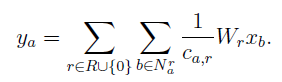 y_a = \sum_{r \in R \cup \{0\}} \sum_{b \in N_a^r} \frac{1}{c_{a,r}} W_r x_b.